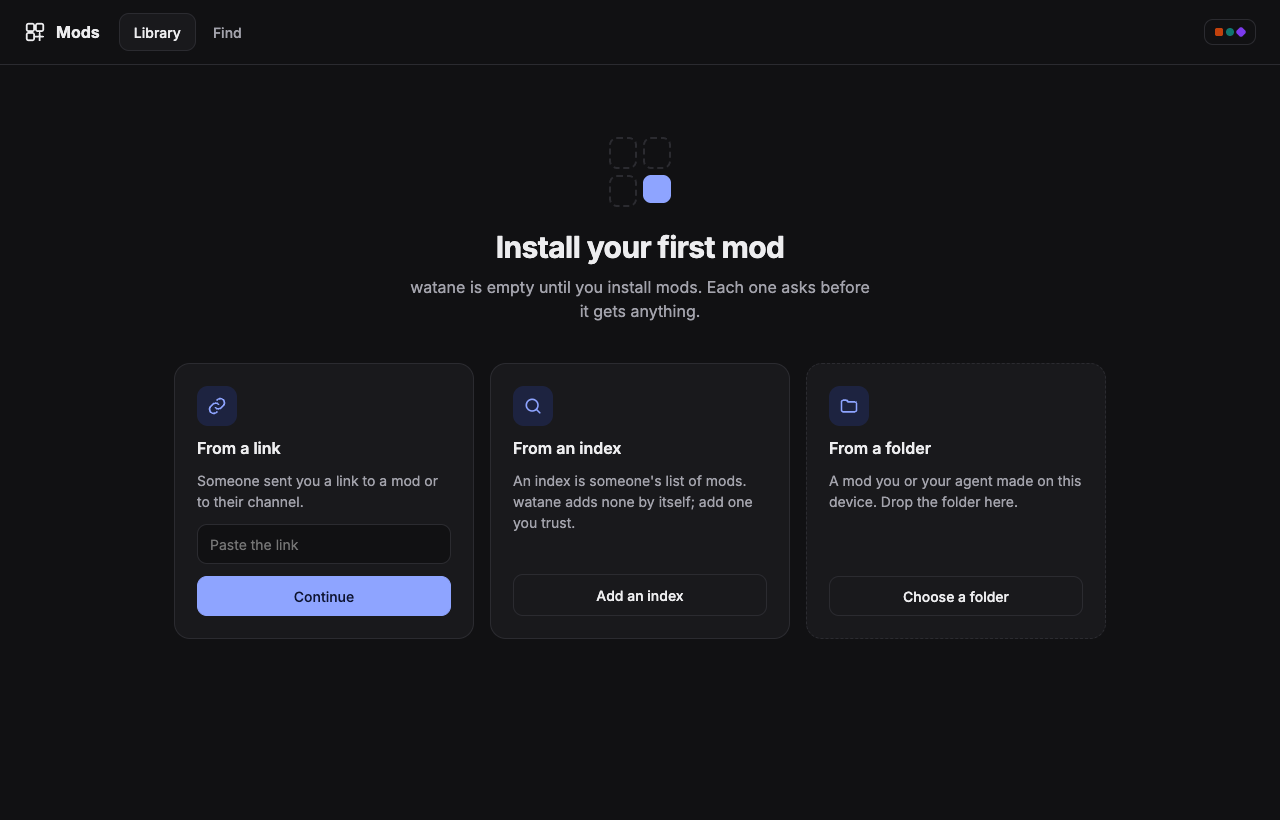 Mods
Library
Find
Install your first mod
watane is empty until you install mods. Each one asks before
it gets anything.
From a link
Someone sent you a link to a mod or
to their channel.
Paste the link
Continue
From an index
An index is someone's list of mods.
watane adds none by itself; add one
you trust.
Add an index
From a folder
A mod you or your agent made on this
device. Drop the folder here.
Choose a folder